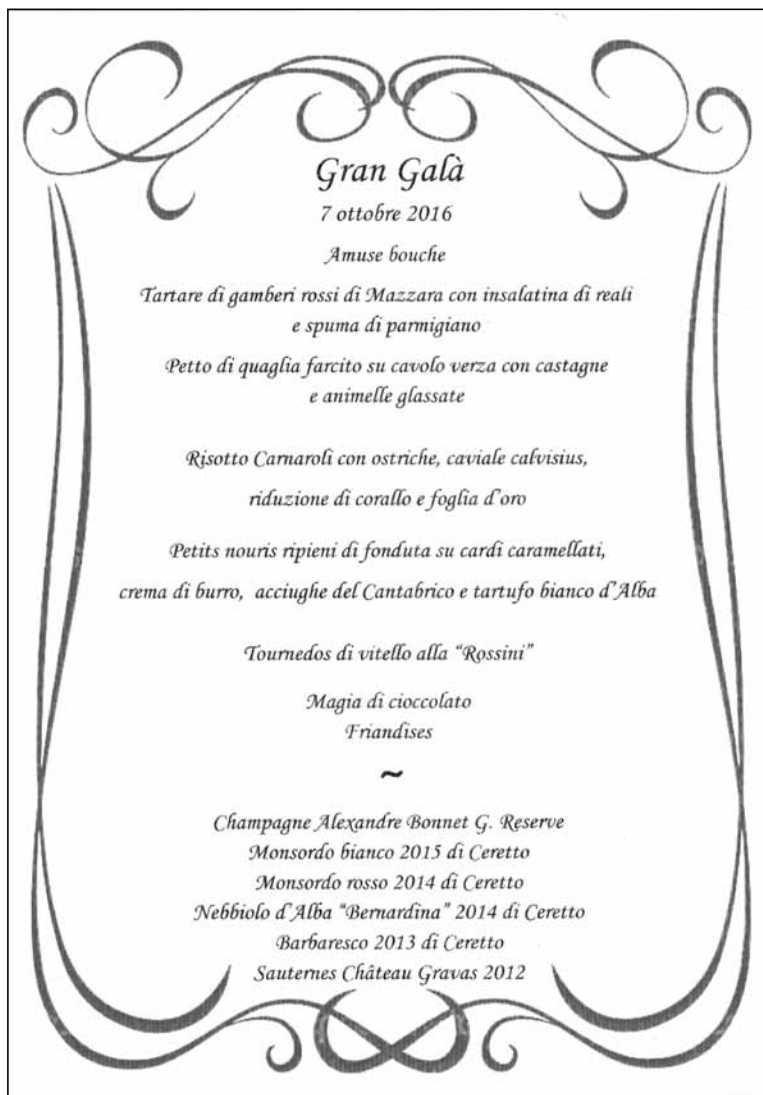 Gran Galà
7 ottobre 2016
Amuse bouche
Tartare di gamberi rossi di Mazzara con insalatina di reali
e spuma di parmigiano
Petto di quaglia farcito su cavolo verza con castagne
e animelle glassate
Risotto Carnaroli con ostriche, caviale calvisius,
riduzione di corallo e foglia d'oro
Petits nouris ripieni di fonduta su cardi caramellati,
crema di burro, acciughe del Cantabrico e tartufo bianco d'Alba
Tournedos di vitello alla "Rossini"
Magia di cioccolato
Friandises
~
Champagne Alexandre Bonnet G. Reserve
Monsordo bianco 2015 di Ceretto
Monsordo rosso 2014 di Ceretto
Nebbiolo d'Alba "Bernardina" 2014 di Ceretto
Barbaresco 2013 di Ceretto
Sauternes Château Gravas 2012